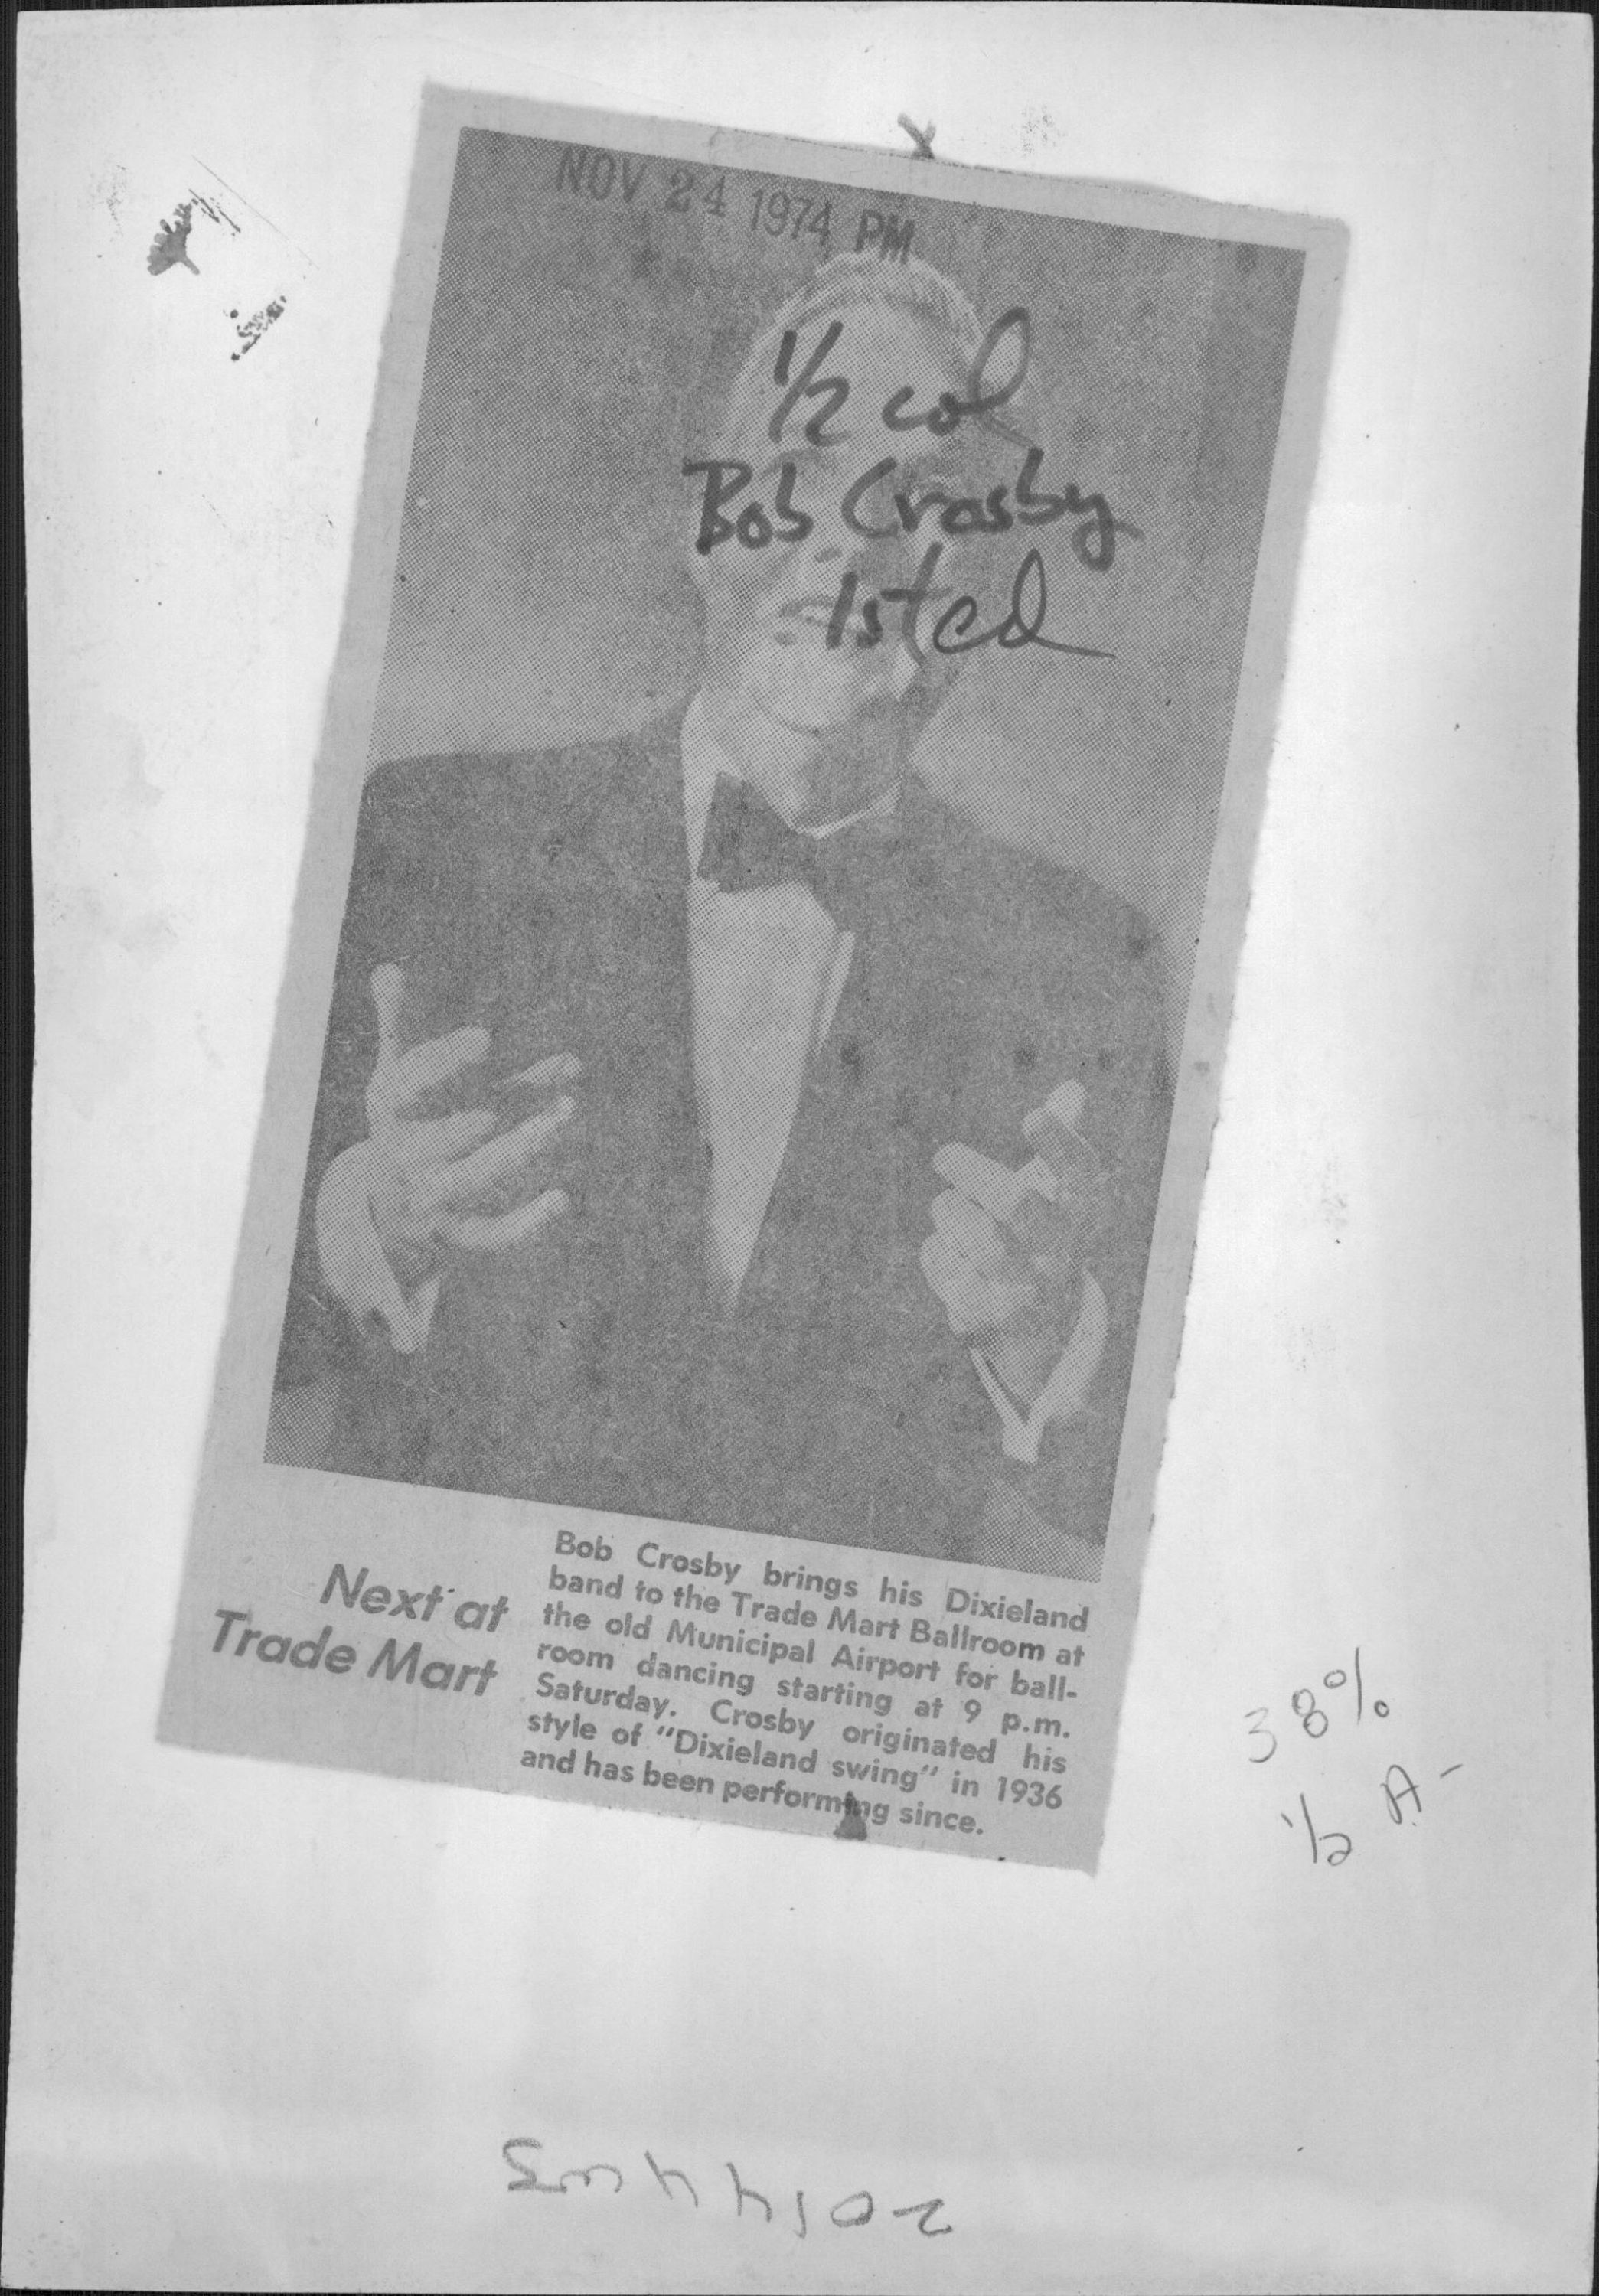 NOV 24 1974 PM
1/2 col
Bob Crosby
1st ed
Next at
Trade Mart
Bob Crosby brings his Dixieland
band to the Trade Mart Ballroom at
the old Municipal Airport for ball-
room dancing starting at 9 p.m.
Saturday. Crosby originated his
style of "Dixieland swing" in 1936
and has been performing since.
38%
1/2 A-